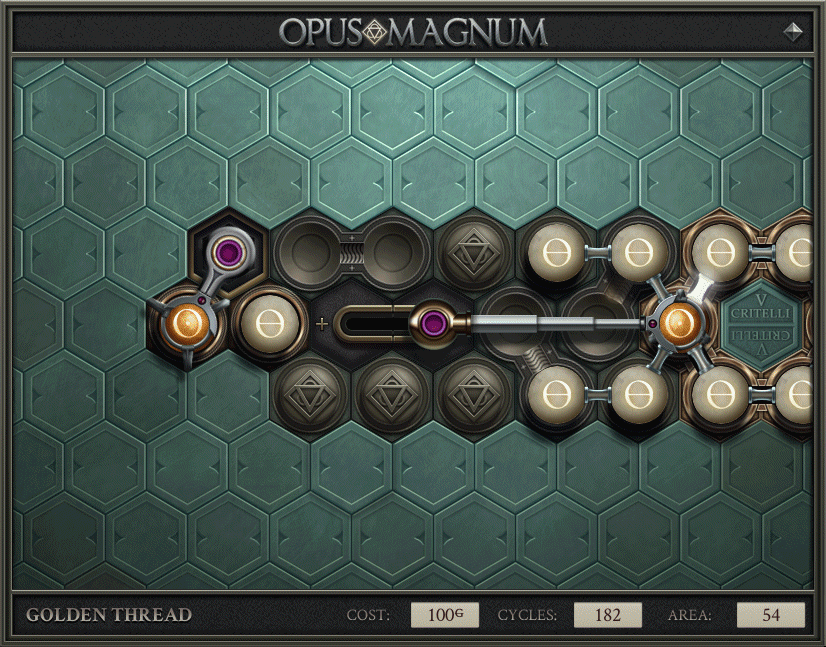 OPUS MAGNUM
V
CRITELLI
CRITELLI
V
GOLDEN THREAD COST: 100G CYCLES: 182 AREA: 54